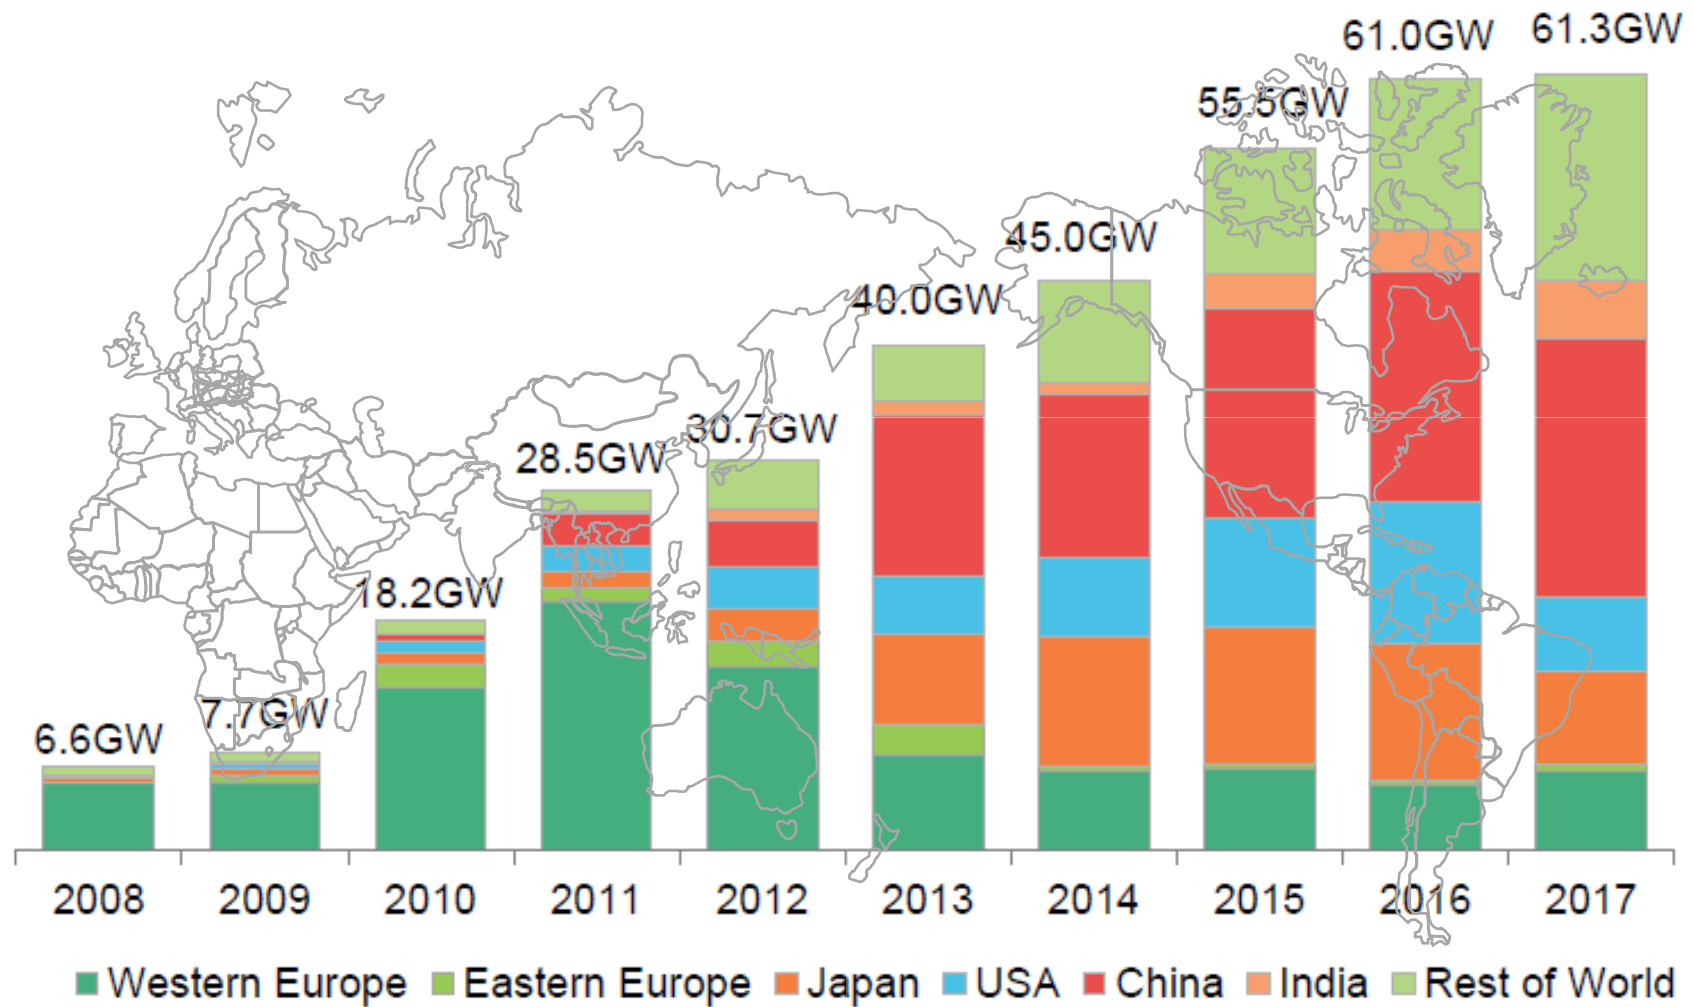 61.0GW 61.3GW
55.5GW
45.0GW
40.0GW
30.7GW
28.5GW
18.2GW
7.7GW
6.6GW
2008 2009 2010 2011 2012 2013 2014 2015 2016 2017
Western Europe Eastern Europe Japan USA China India Rest of World